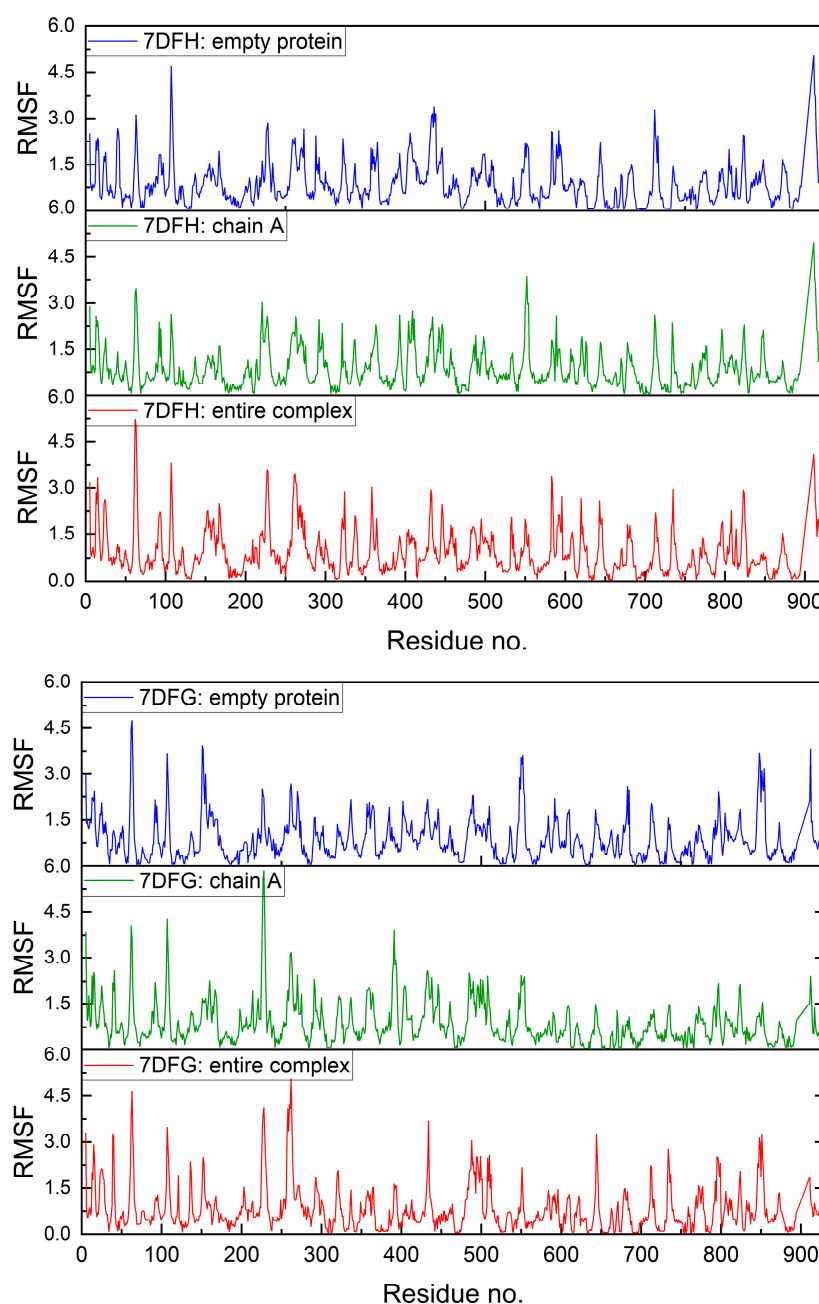 6.0
7DFH: empty protein
4.5
RMSF
3.0
1.5
6.0
7DFH: chain A
4.5
RMSF
3.0
1.5
6.0
7DFH: entire complex
4.5
RMSF
3.0
1.5
0.0
0 100 200 300 400 500 600 700 800 900
Residue no.
6.0
7DFG: empty protein
4.5
RMSF
3.0
1.5
6.0
7DFG: chain A
4.5
RMSF
3.0
1.5
6.0
7DFG: entire complex
4.5
RMSF
3.0
1.5
0.0
0 100 200 300 400 500 600 700 800 900
Residue no.